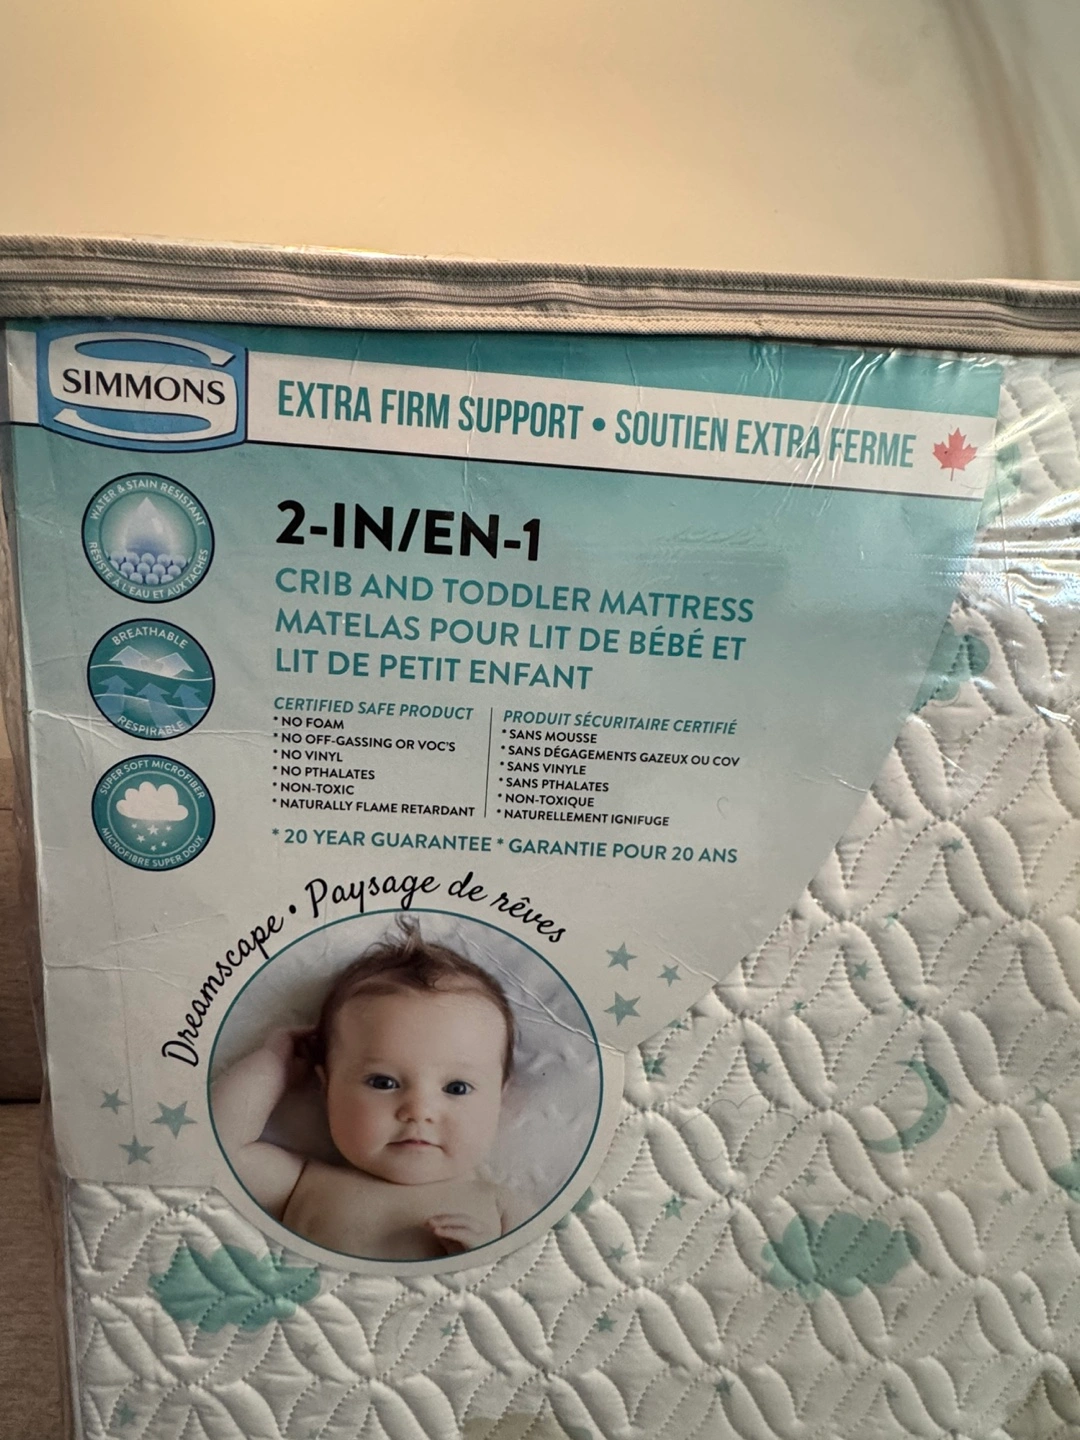 SIMMONS
EXTRA FIRM SUPPORT • SOUTIEN EXTRA FERME
WATER & STAIN RESISTANT
RÉSISTE À L'EAU ET AUX TACHES
BREATHABLE
RESPIRABLE
SUPER SOFT MICROFIBER
MICROFIBRE SUPER DOUX
2-IN/EN-1
CRIB AND TODDLER MATTRESS
MATELAS POUR LIT DE BÉBÉ ET
LIT DE PETIT ENFANT
CERTIFIED SAFE PRODUCT
* NO FOAM
* NO OFF-GASSING OR VOC'S
* NO VINYL
* NO PTHALATES
* NON-TOXIC
* NATURALLY FLAME RETARDANT
PRODUIT SÉCURITAIRE CERTIFIÉ
* SANS MOUSSE
* SANS DÉGAGEMENTS GAZEUX OU COV
* SANS VINYLE
* SANS PTHALATES
* NON-TOXIQUE
* NATURELLEMENT IGNIFUGE
* 20 YEAR GUARANTEE * GARANTIE POUR 20 ANS
Dreamscape • Paysage de rêves